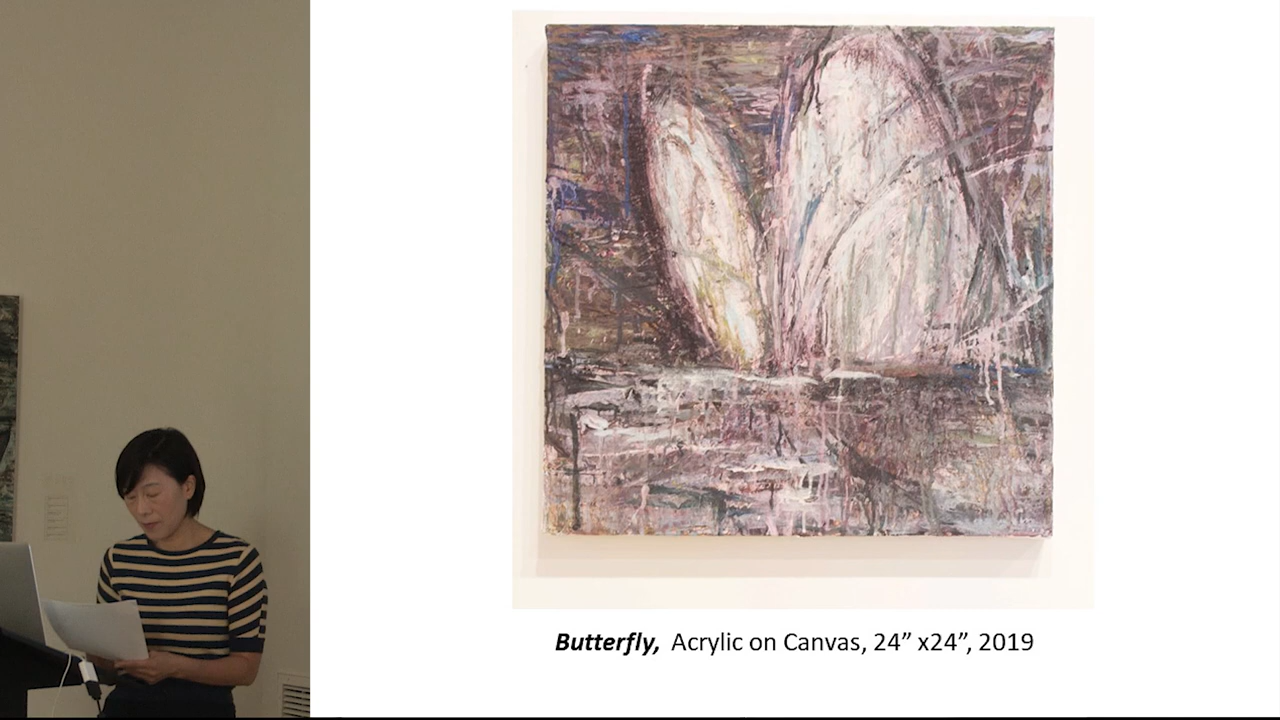 Butterfly, Acrylic on Canvas, 24” x24”, 2019